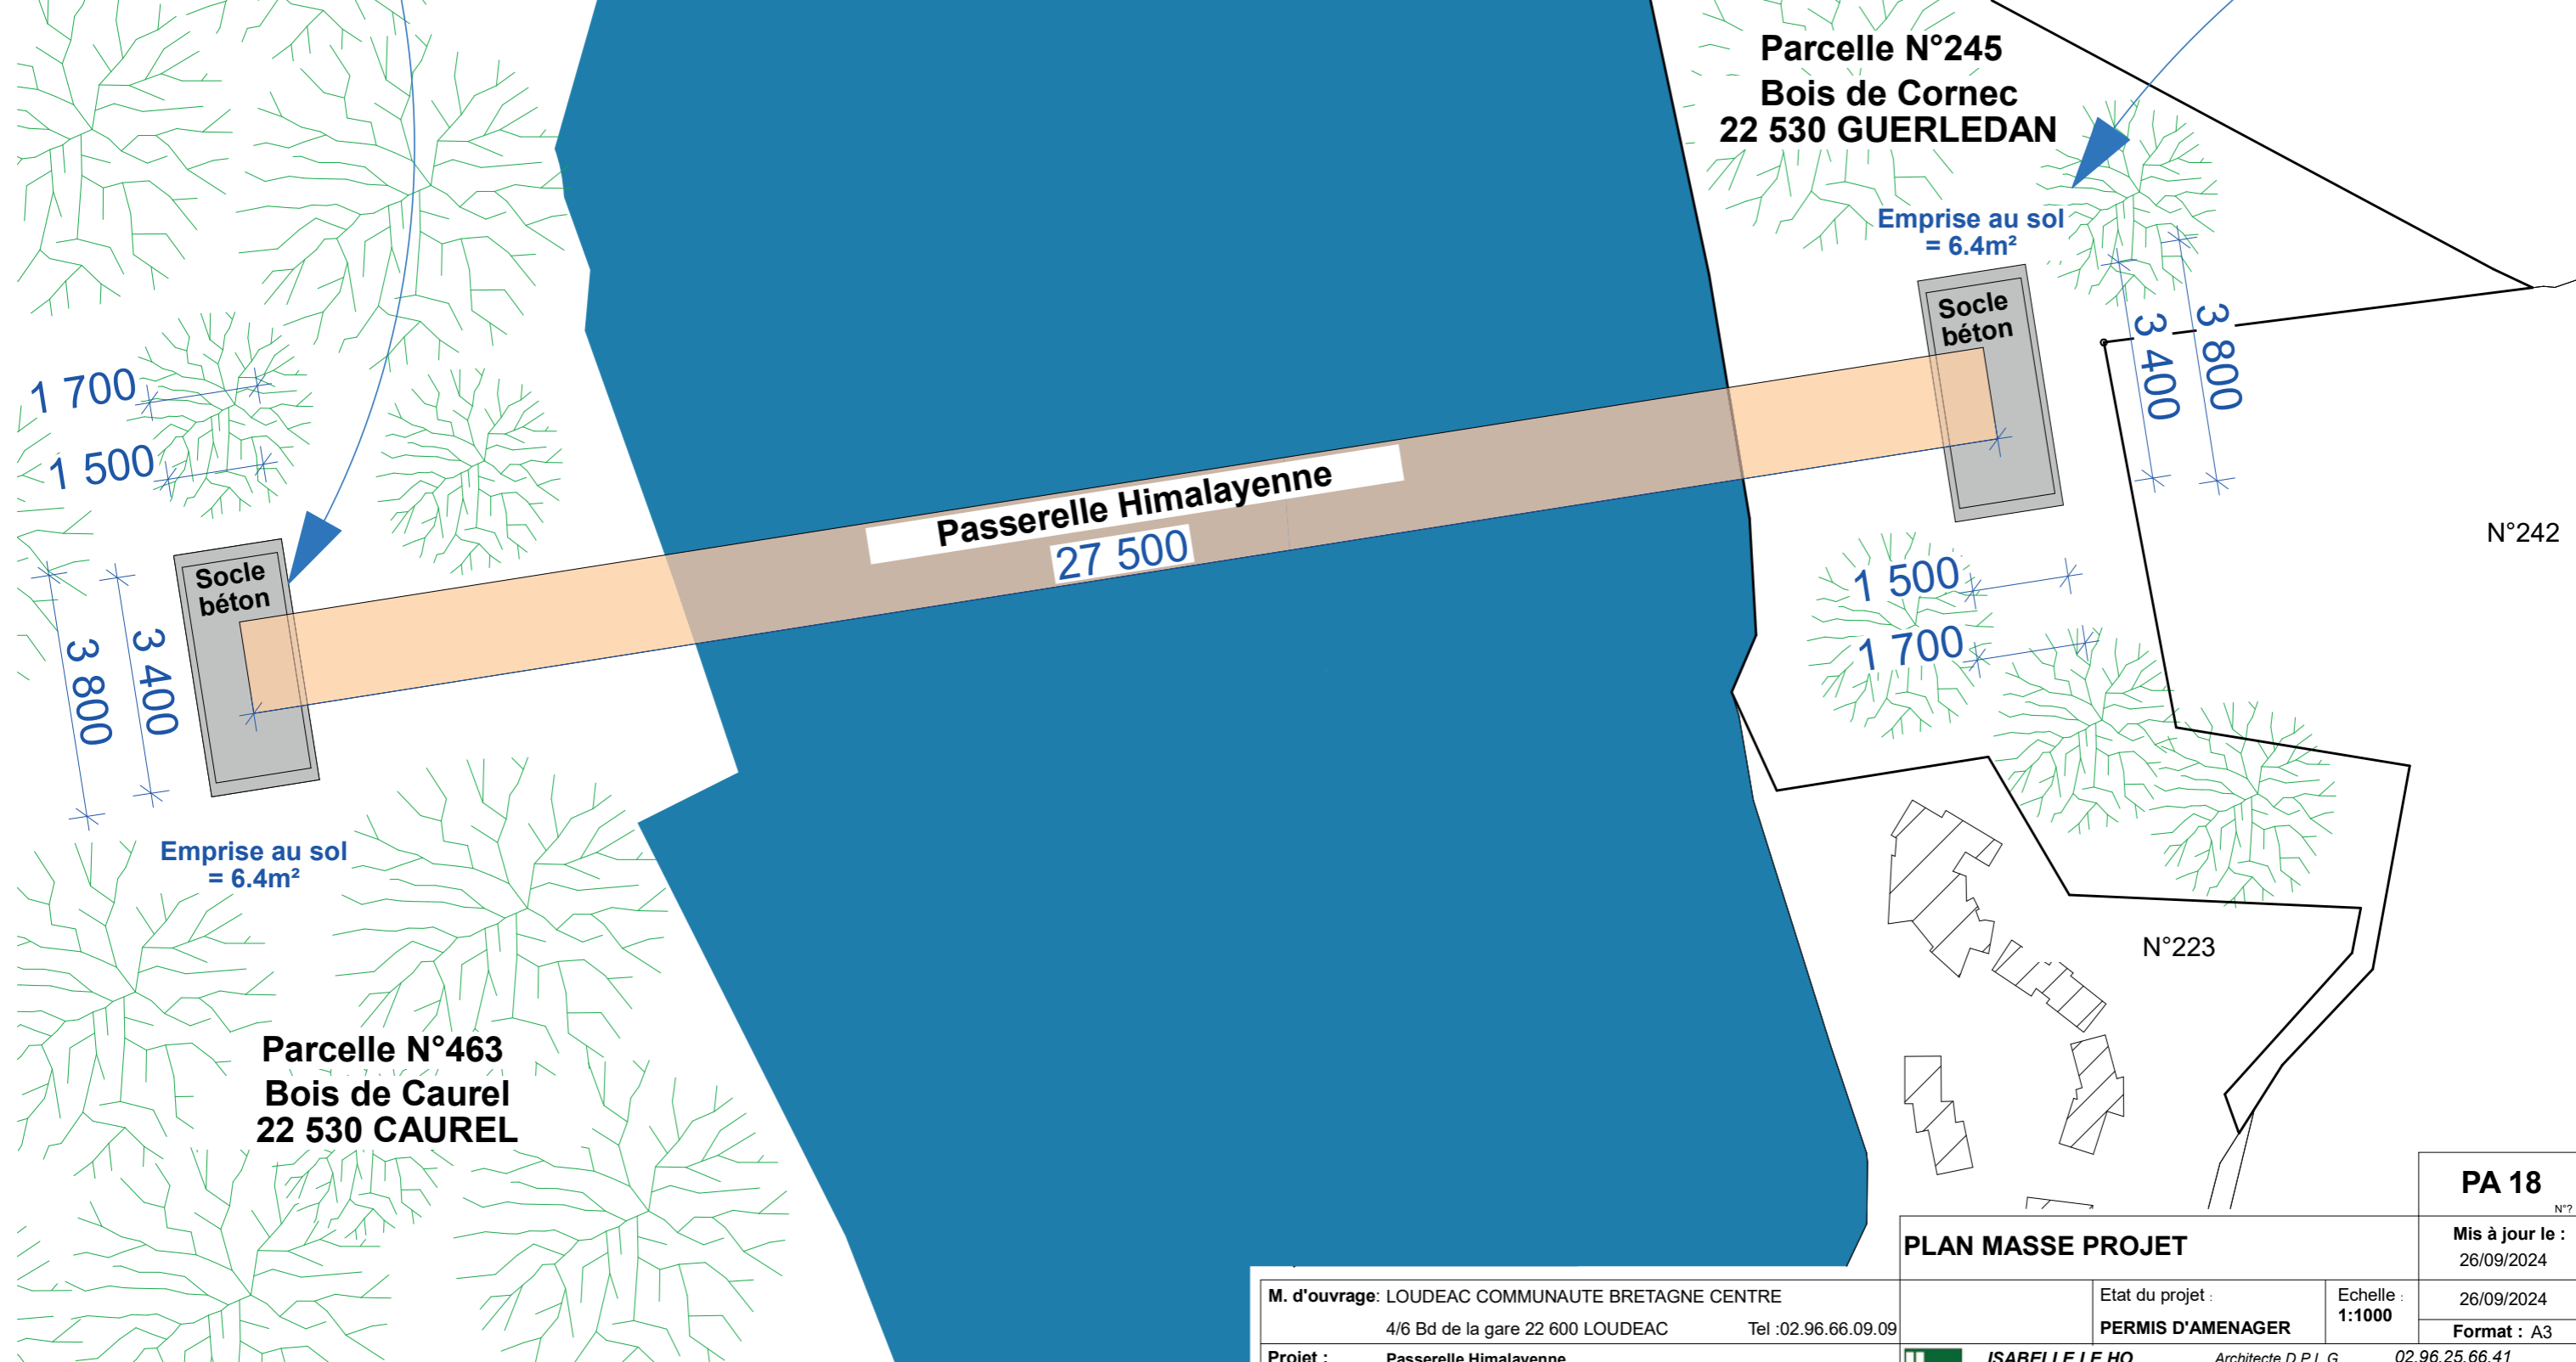 Parcelle N°245
Bois de Cornec
22 530 GUERLEDAN
Emprise au sol
= 6.4m²
Socle
béton
3 400
3 800
1 700
1 500
Passerelle Himalayenne
27 500
N°242
Socle
béton
3 800
3 400
1 500
1 700
Emprise au sol
= 6.4m²
N°223
Parcelle N°463
Bois de Caurel
22 530 CAUREL
PA 18
N°?
PLAN MASSE PROJET
Mis à jour le :
26/09/2024
M. d'ouvrage: LOUDEAC COMMUNAUTE BRETAGNE CENTRE
4/6 Bd de la gare 22 600 LOUDEAC Tel :02.96.66.09.09
Etat du projet :
PERMIS D'AMENAGER
Echelle :
1:1000
26/09/2024
Format : A3
Projet : Passerelle Himalayenne
ISABELLE LE HO Architecte D.P.L.G 02.96.25.66.41